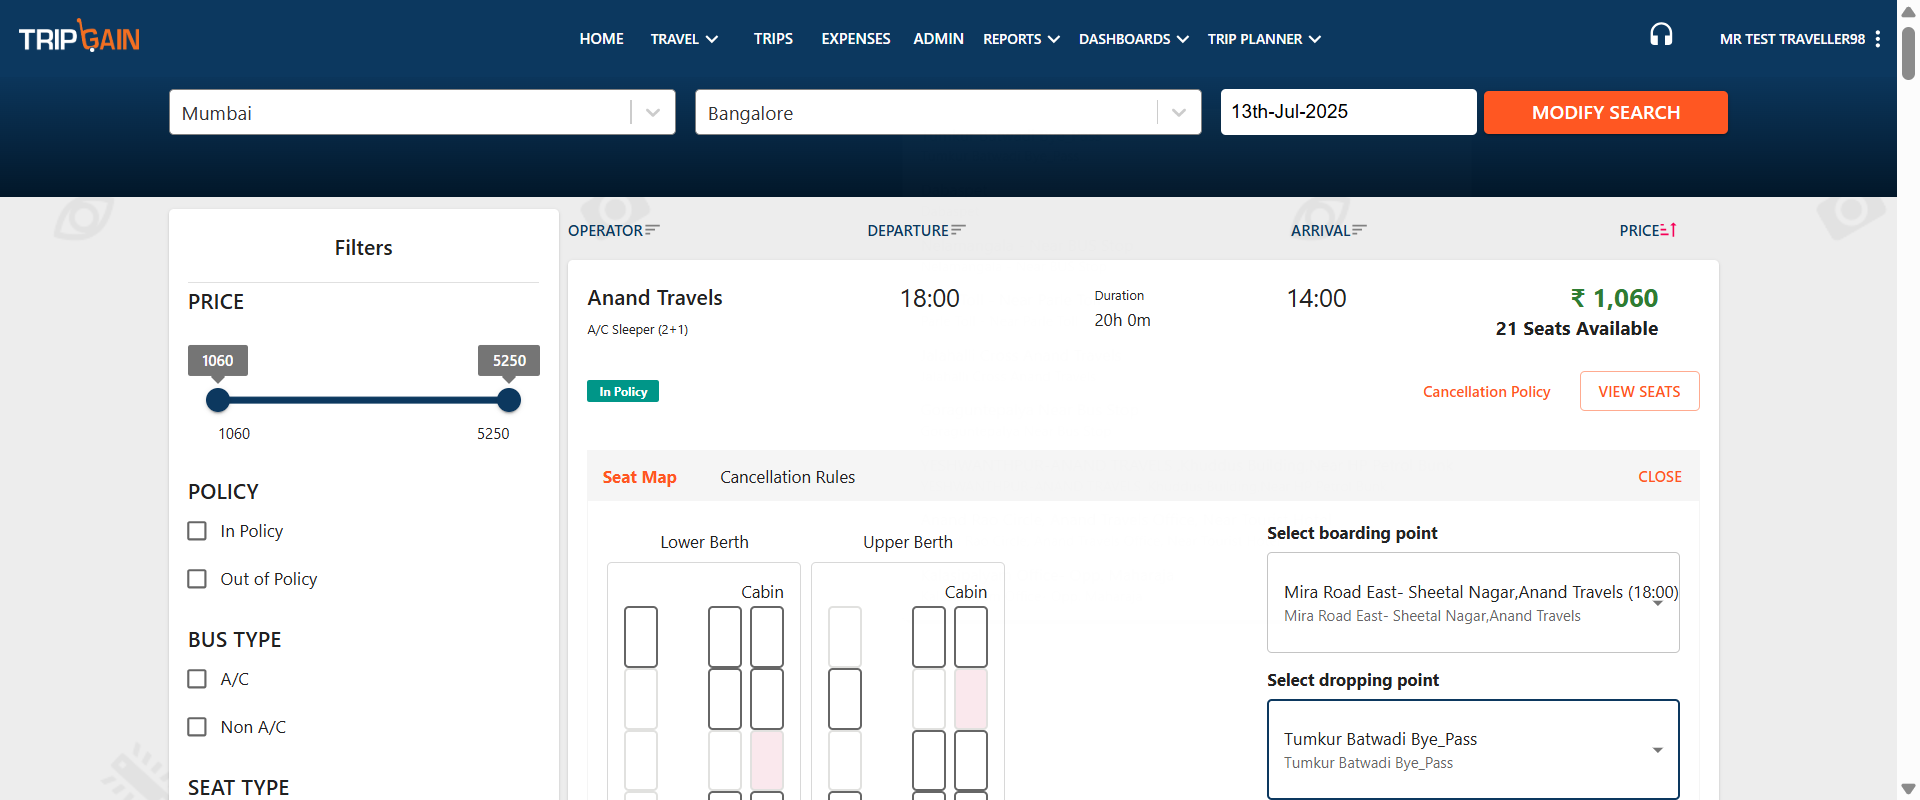 TRIPGAIN
HOME
TRAVEL
TRIPS
EXPENSES
ADMIN
REPORTS
DASHBOARDS
TRIP PLANNER
MR TEST TRAVELLER98
Mumbai
Bangalore
13th-Jul-2025
MODIFY SEARCH
Filters
PRICE
1060
5250
1060
5250
POLICY
In Policy
Out of Policy
BUS TYPE
A/C
Non A/C
SEAT TYPE
OPERATOR
DEPARTURE
ARRIVAL
PRICE
Anand Travels
A/C Sleeper (2+1)
18:00
Duration
20h 0m
14:00
₹ 1,060
21 Seats Available
In Policy
Cancellation Policy
VIEW SEATS
Seat Map
Cancellation Rules
CLOSE
Lower Berth
Upper Berth
Cabin
Cabin
Select boarding point
Mira Road East- Sheetal Nagar,Anand Travels (18:00)
Mira Road East- Sheetal Nagar,Anand Travels
Select dropping point
Tumkur Batwadi Bye_Pass
Tumkur Batwadi Bye_Pass